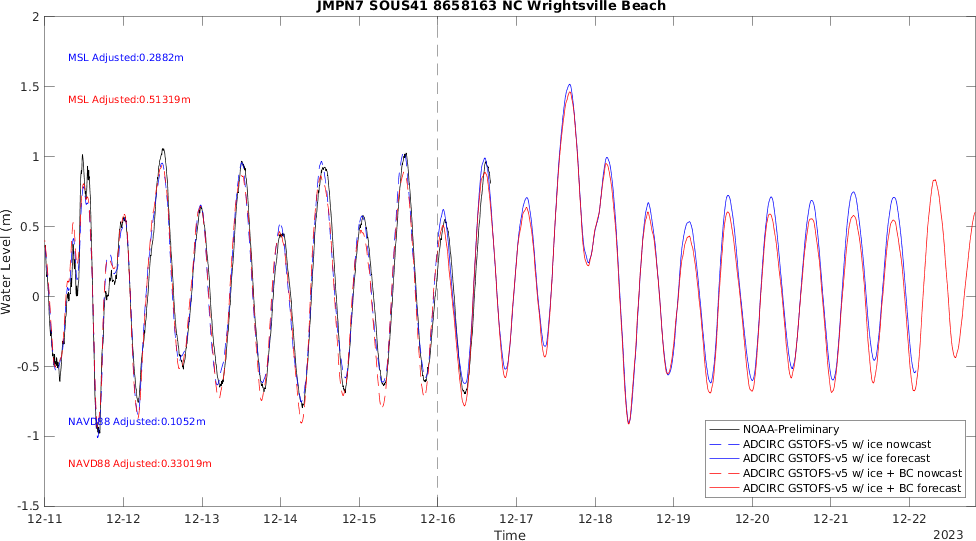 JMPN7 SOUS41 8658163 NC Wrightsville Beach
2
1.5
1
0.5
0
-0.5
-1
-1.5
Water Level (m)
MSL Adjusted:0.2882m
MSL Adjusted:0.51319m
NAVD88 Adjusted:0.1052m
NAVD88 Adjusted:0.33019m
NOAA-Preliminary
ADCIRC GSTOFS-v5 w/ ice nowcast
ADCIRC GSTOFS-v5 w/ ice forecast
ADCIRC GSTOFS-v5 w/ ice + BC nowcast
ADCIRC GSTOFS-v5 w/ ice + BC forecast
12-11 12-12 12-13 12-14 12-15 12-16 12-17 12-18 12-19 12-20 12-21 12-22
Time
2023